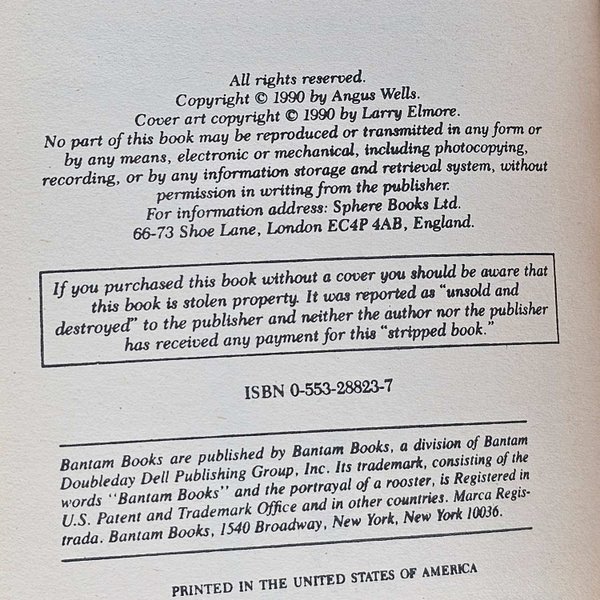 All rights reserved.
Copyright © 1990 by Angus Wells.
Cover art copyright © 1990 by Larry Elmore.
No part of this book may be reproduced or transmitted in any form or
by any means, electronic or mechanical, including photocopying,
recording, or by any information storage and retrieval system, without
permission in writing from the publisher.
For information address: Sphere Books Ltd.
66-73 Shoe Lane, London EC4P 4AB, England.
If you purchased this book without a cover you should be aware that
this book is stolen property. It was reported as "unsold and
destroyed" to the publisher and neither the author nor the publisher
has received any payment for this "stripped book."
ISBN 0-553-28823-7
Bantam Books are published by Bantam Books, a division of Bantam
Doubleday Dell Publishing Group, Inc. Its trademark, consisting of the
words "Bantam Books" and the portrayal of a rooster, is Registered in
U.S. Patent and Trademark Office and in other countries. Marca Regis-
trada. Bantam Books, 1540 Broadway, New York, New York 10036.
PRINTED IN THE UNITED STATES OF AMERICA